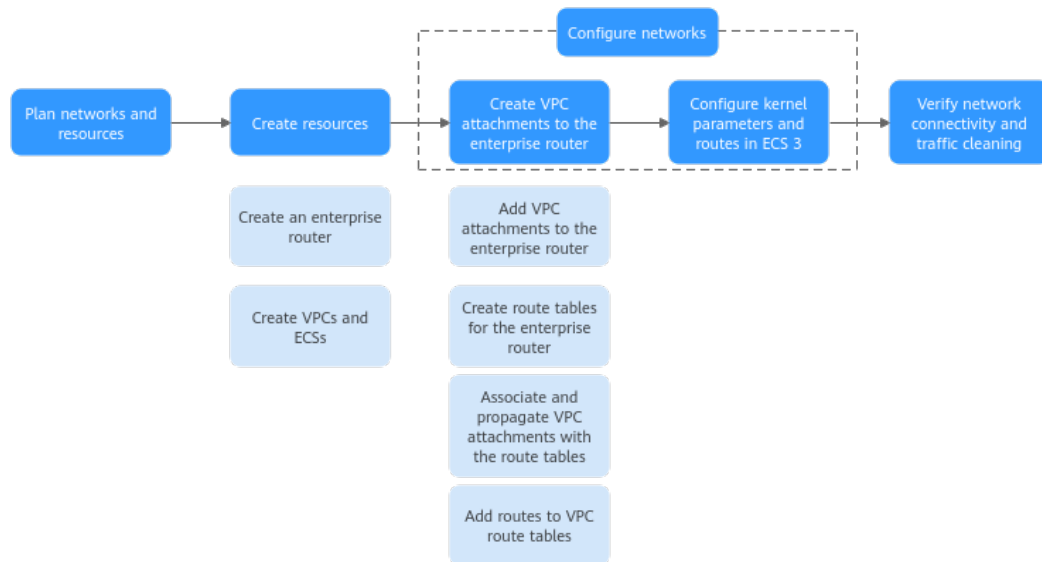 Configure networks
Plan networks and
resources
Create resources
Create VPC
attachments to the
enterprise router
Configure kernel
parameters and
routes in ECS 3
Verify network
connectivity and
traffic cleaning
Create an enterprise
router
Create VPCs and
ECSs
Add VPC
attachments to the
enterprise router
Create route tables
for the enterprise
router
Associate and
propagate VPC
attachments with
the route tables
Add routes to VPC
route tables